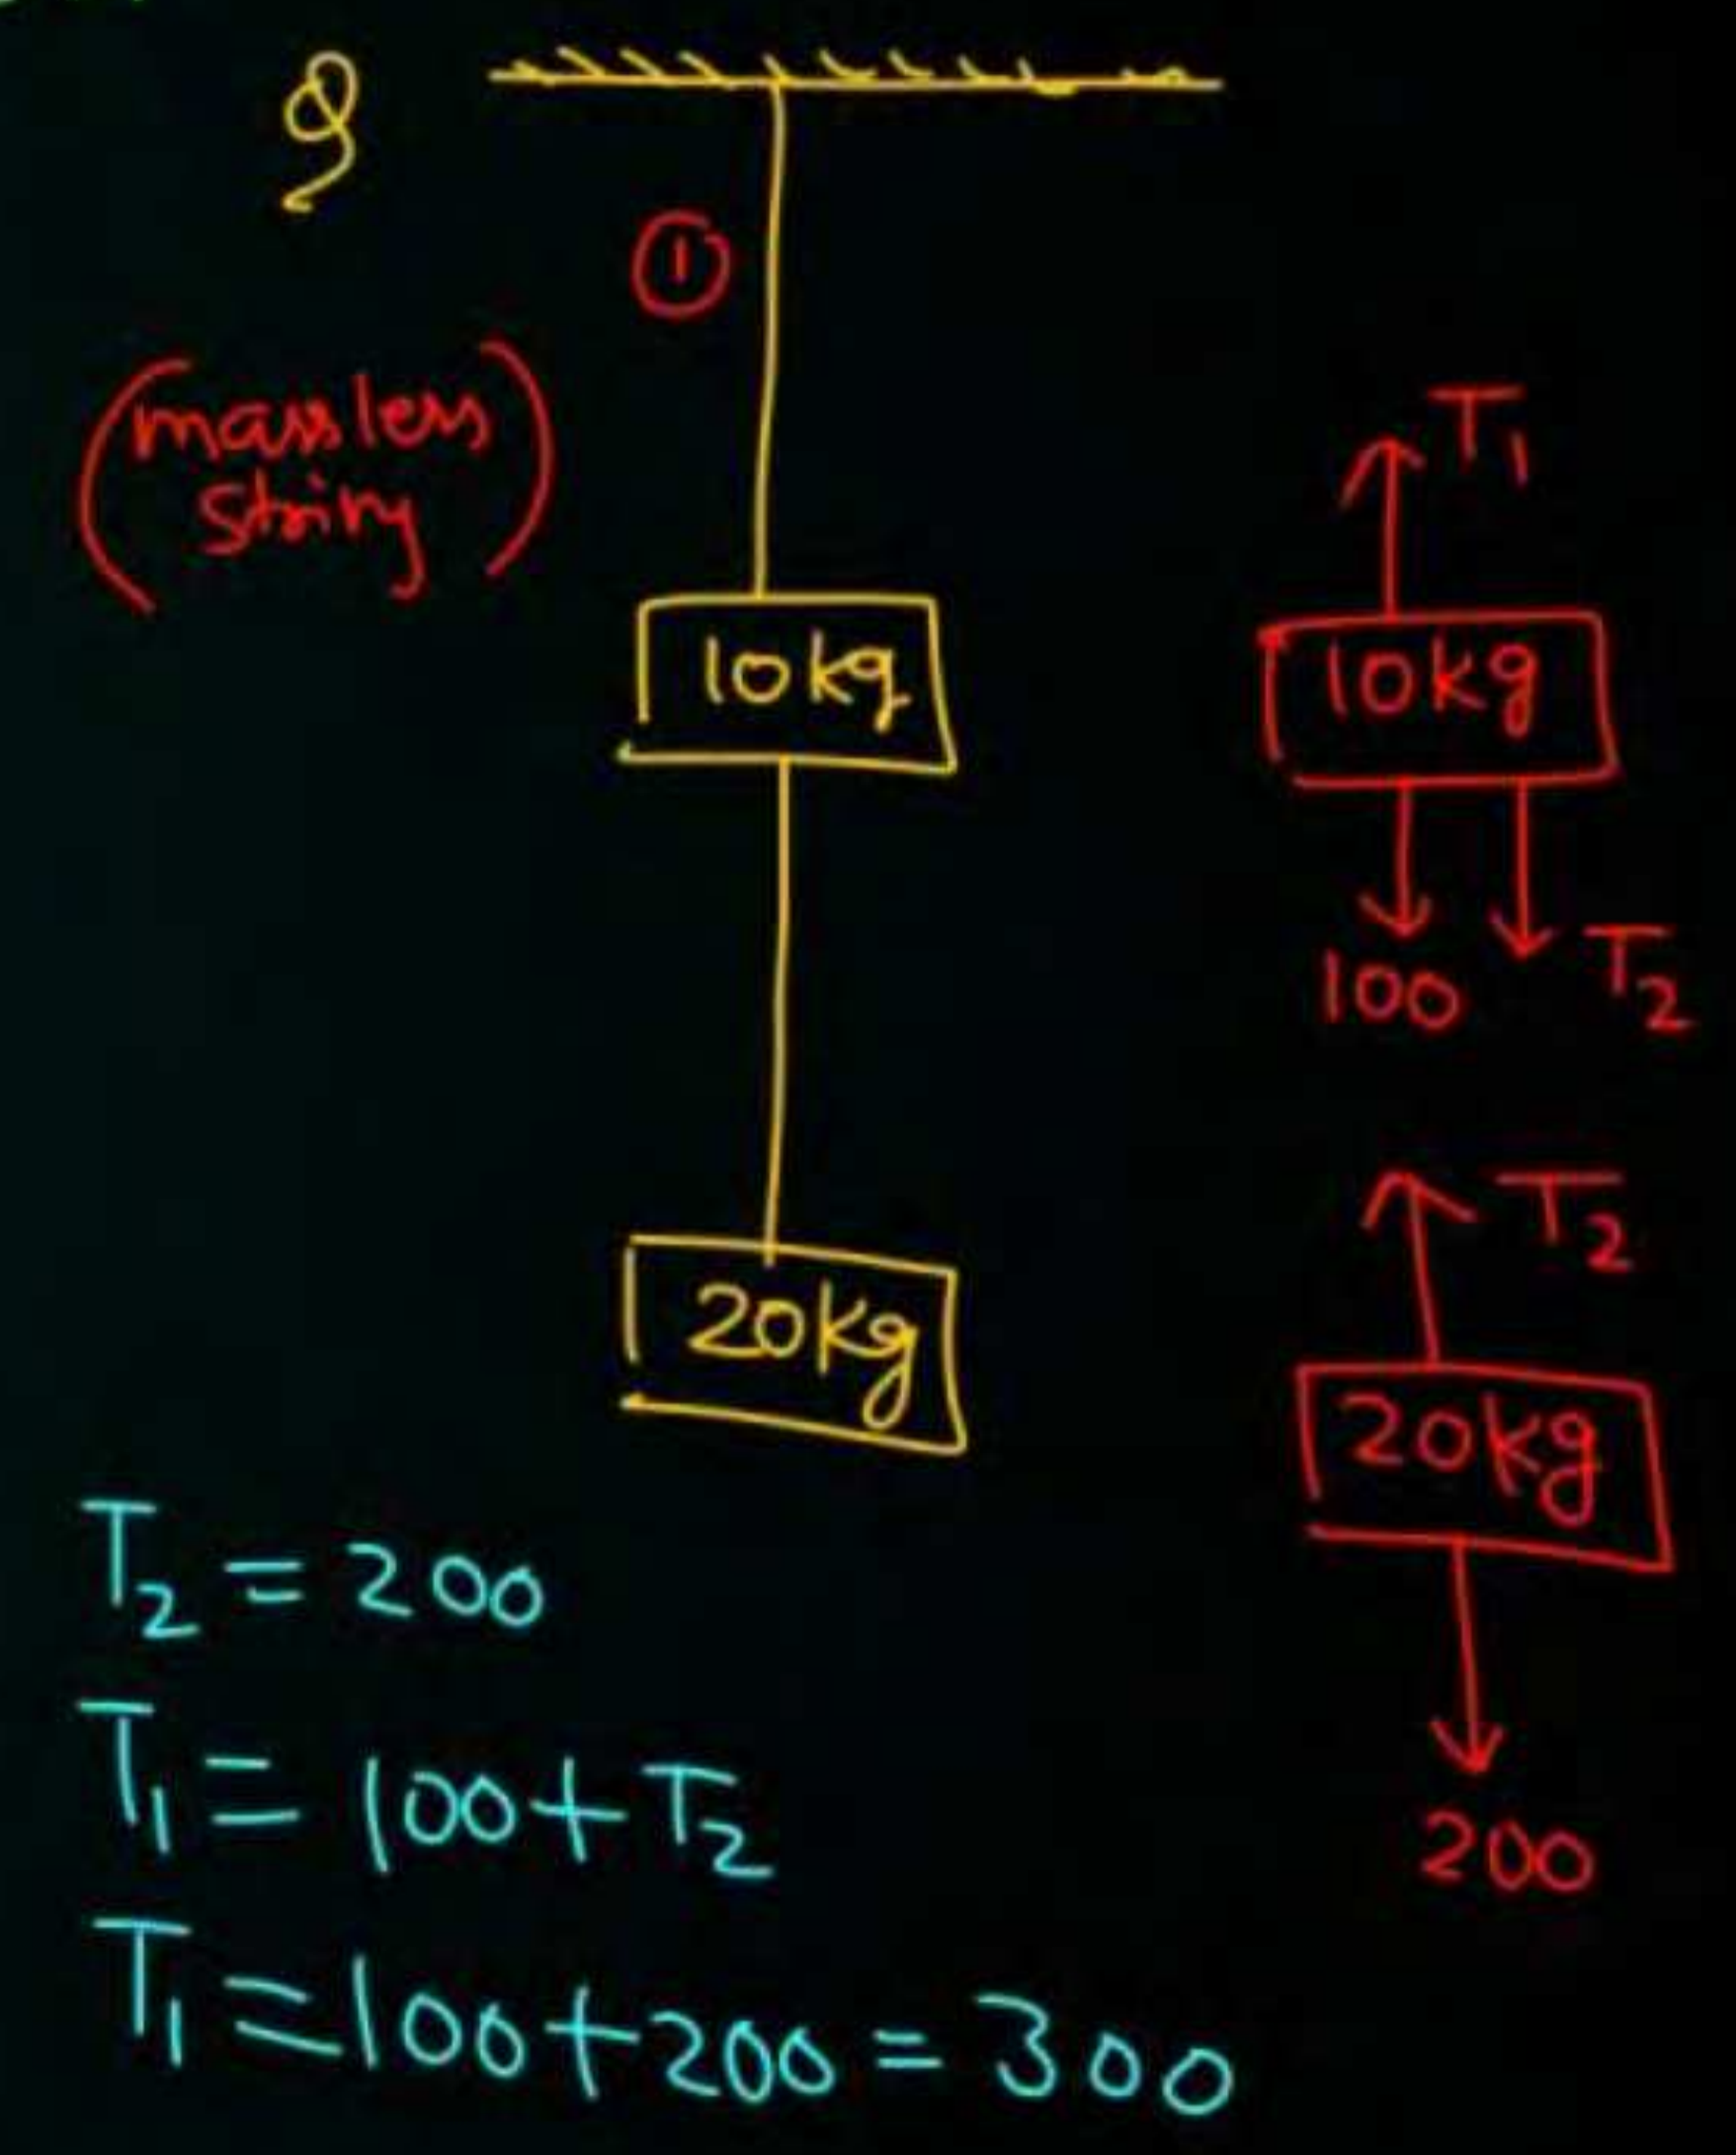 Q
①
(massless
string)
10kg
20kg
T₁
10kg
100 T₂
T₂
20kg
200
T₂ = 200
T₁ = 100 + T₂
T₁ = 100 + 200 = 300